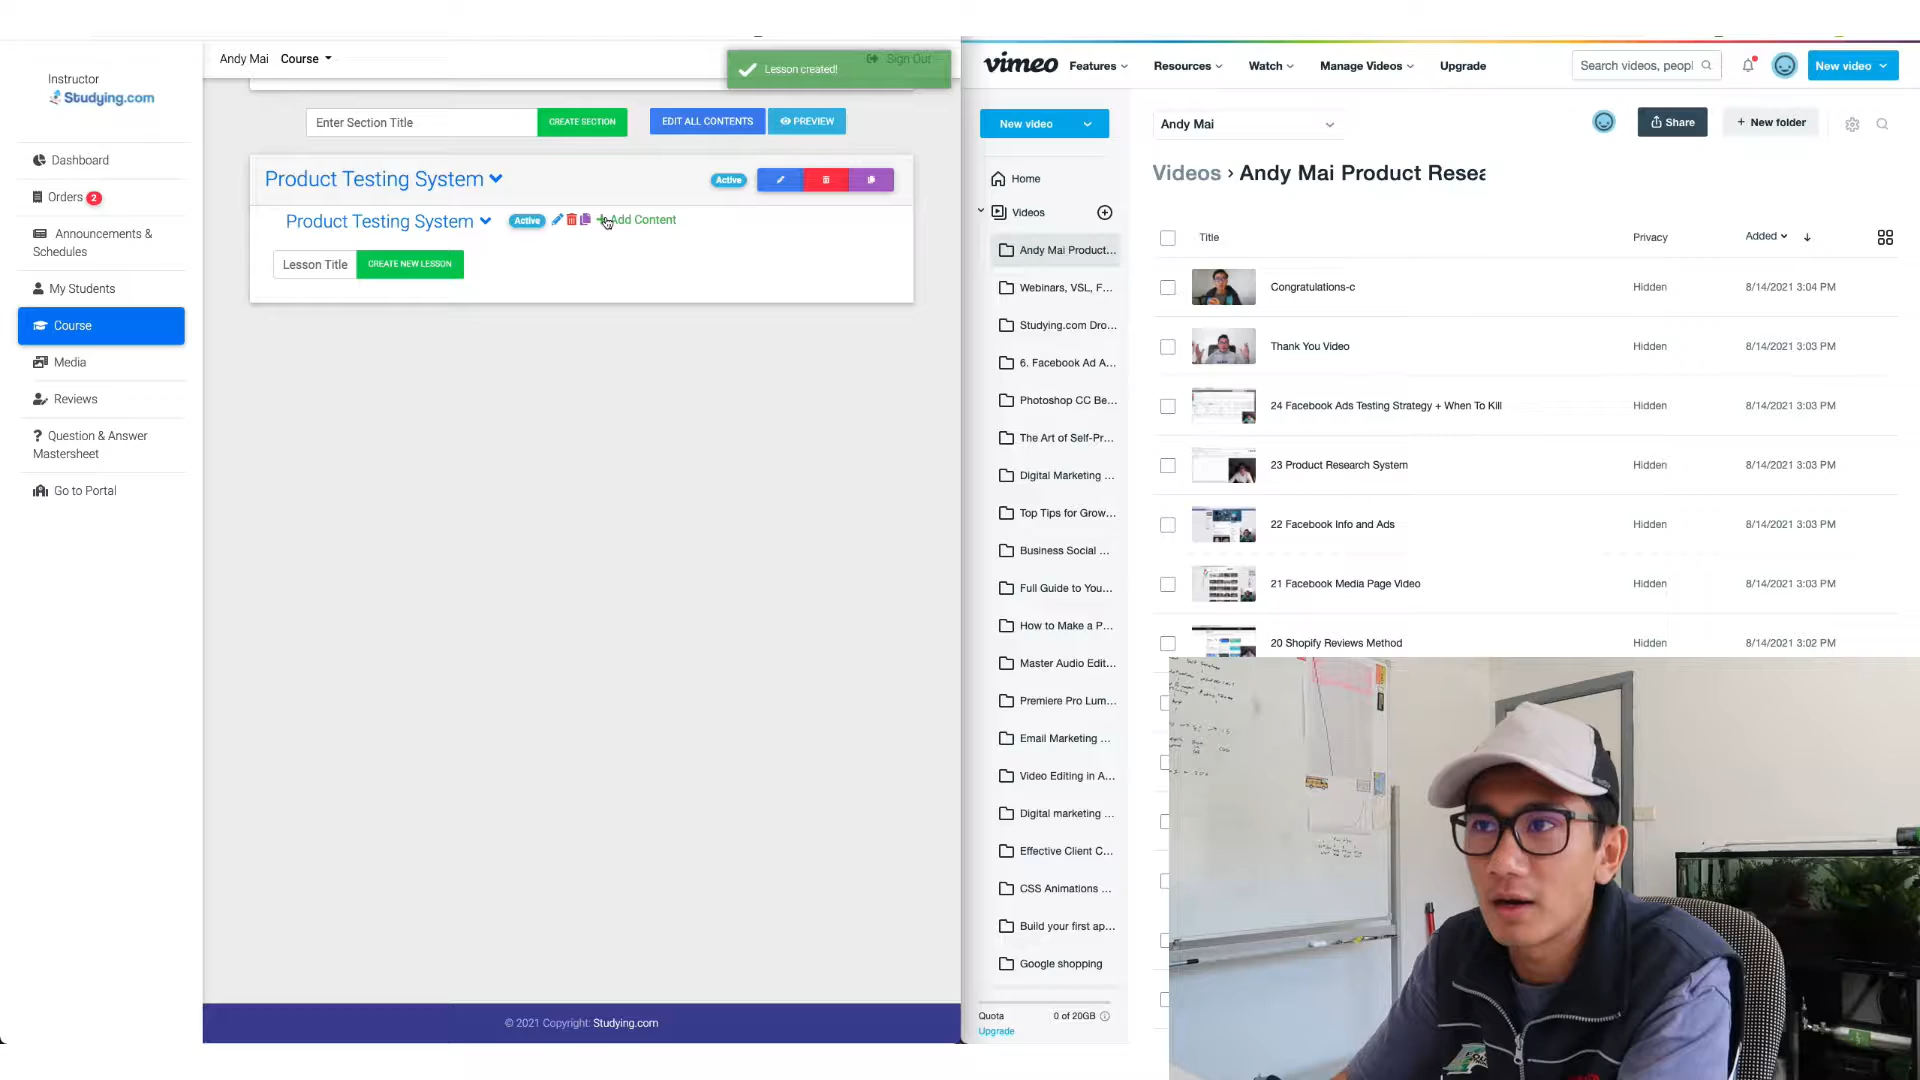 Instructor
Studying.com
Dashboard
Orders 2
Announcements &
Schedules
My Students
Course
Media
Reviews
? Question & Answer
Mastersheet
Go to Portal
Andy Mai Course
Sign Out
Lesson created!
Enter Section Title
CREATE SECTION
EDIT ALL CONTENTS
PREVIEW
Product Testing System
Active
Product Testing System
Active
Add Content
Lesson Title
CREATE NEW LESSON
© 2021 Copyright: Studying.com
vimeo
Features
Resources
Watch
Manage Videos
Upgrade
Search videos, peopl
New video
New video
Home
Videos
Andy Mai Product...
Webinars, VSL, F...
Studying.com Dro...
6. Facebook Ad A...
Photoshop CC Be...
The Art of Self-Pr...
Digital Marketing ...
Top Tips for Grow...
Business Social ...
Full Guide to You...
How to Make a P...
Master Audio Edit...
Premiere Pro Lum...
Email Marketing ...
Video Editing in A...
Digital marketing ...
Effective Client C...
CSS Animations ...
Build your first ap...
Google shopping
Quota 0 of 20GB
Upgrade
Andy Mai
Share
+ New folder
Videos › Andy Mai Product Resea
Title Privacy Added
Congratulations-c Hidden 8/14/2021 3:04 PM
Thank You Video Hidden 8/14/2021 3:03 PM
24 Facebook Ads Testing Strategy + When To Kill Hidden 8/14/2021 3:03 PM
23 Product Research System Hidden 8/14/2021 3:03 PM
22 Facebook Info and Ads Hidden 8/14/2021 3:03 PM
21 Facebook Media Page Video Hidden 8/14/2021 3:03 PM
20 Shopify Reviews Method Hidden 8/14/2021 3:02 PM